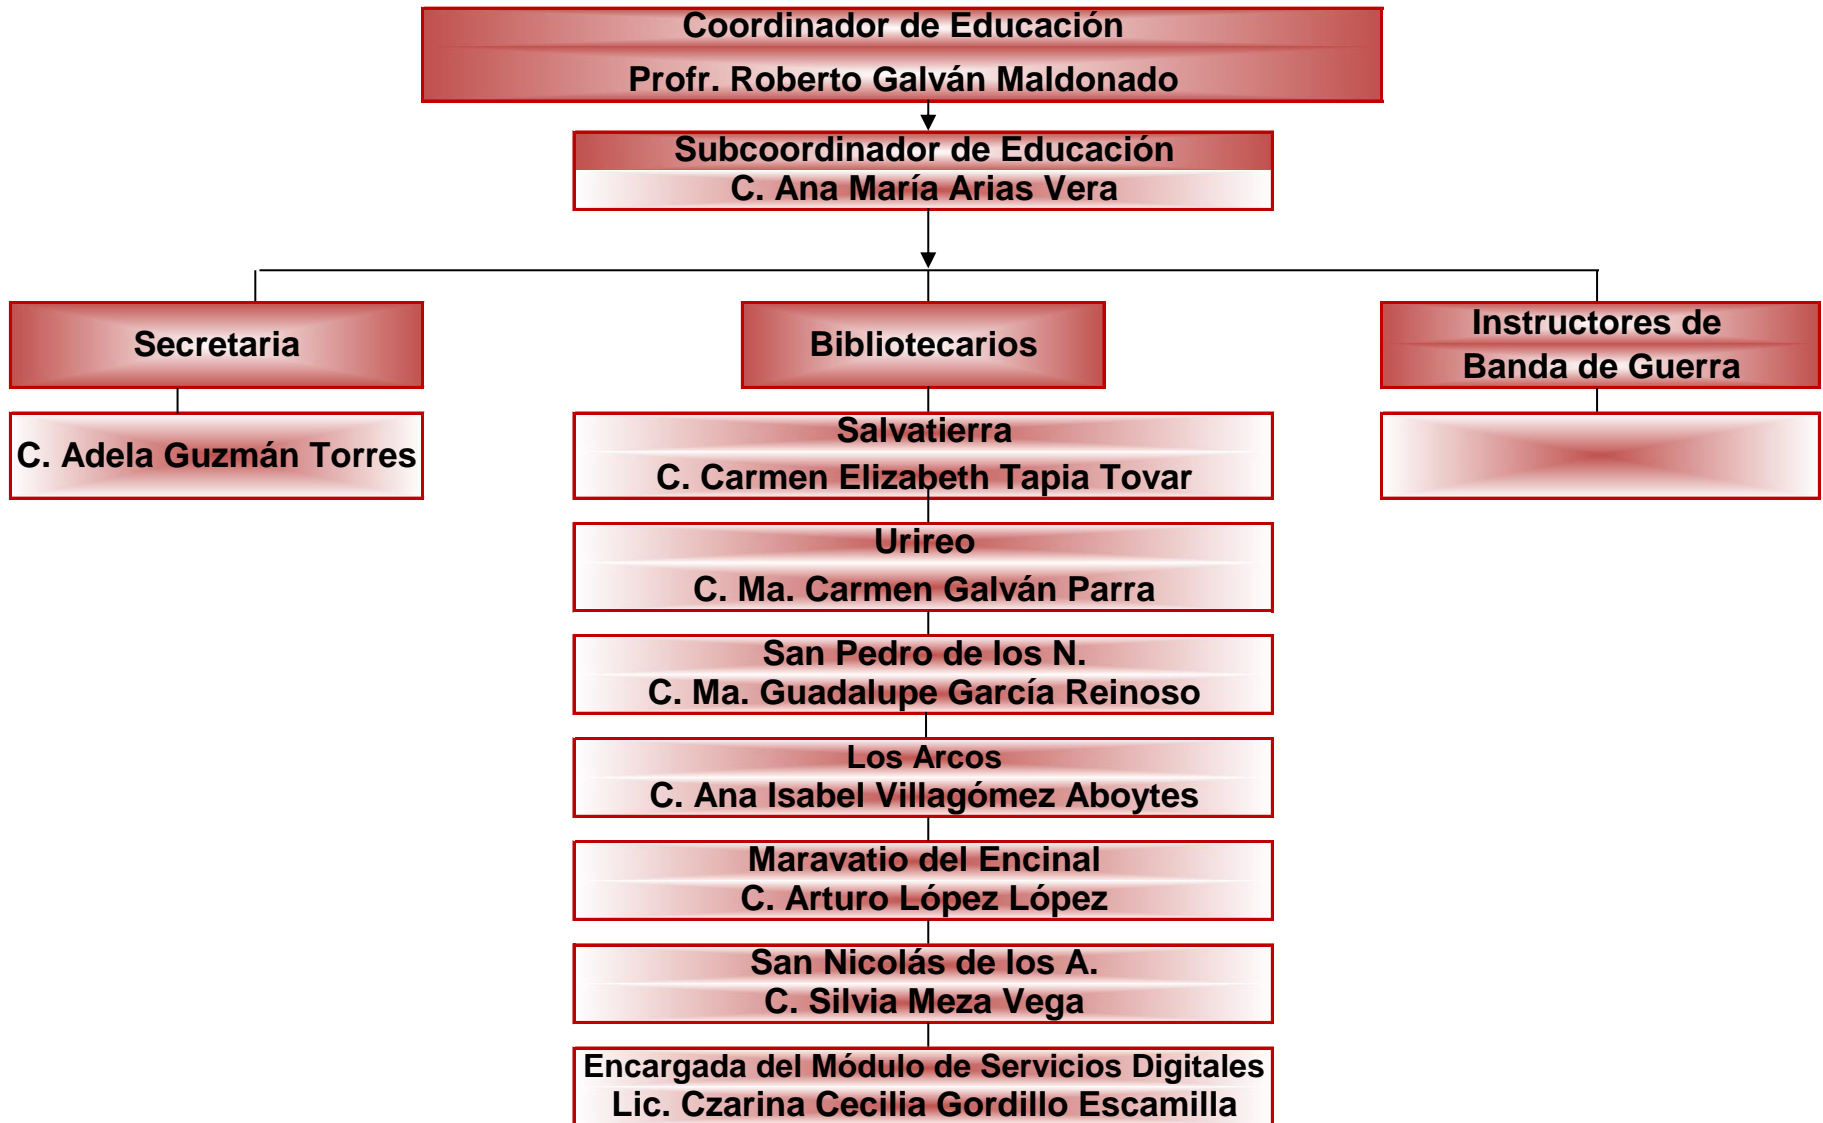 Coordinador de Educación
Profr. Roberto Galván Maldonado
Subcoordinador de Educación
C. Ana María Arias Vera
Secretaria
C. Adela Guzmán Torres
Bibliotecarios
Salvatierra
C. Carmen Elizabeth Tapia Tovar
Urireo
C. Ma. Carmen Galván Parra
San Pedro de los N.
C. Ma. Guadalupe García Reinoso
Los Arcos
C. Ana Isabel Villagómez Aboytes
Maravatio del Encinal
C. Arturo López López
San Nicolás de los A.
C. Silvia Meza Vega
Encargada del Módulo de Servicios Digitales
Lic. Czarina Cecilia Gordillo Escamilla
Instructores de
Banda de Guerra